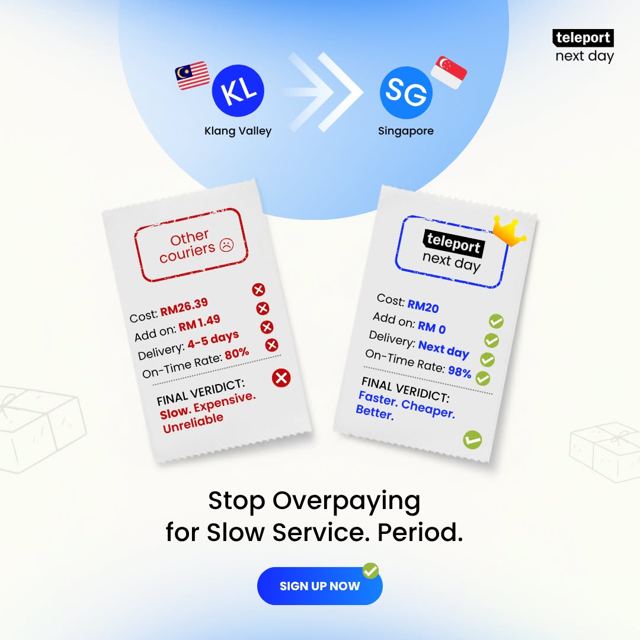 teleport
next day
KL
SG
Klang Valley
Singapore
Other
couriers
Cost: RM26.39
Add on: RM 1.49
Delivery: 4-5 days
On-Time Rate: 80%
FINAL VERIDICT:
Slow. Expensive.
Unreliable
teleport
next day
Cost: RM20
Add on: RM 0
Delivery: Next day
On-Time Rate: 98%
FINAL VERIDICT:
Faster. Cheaper.
Better.
Stop Overpaying
for Slow Service. Period.
SIGN UP NOW